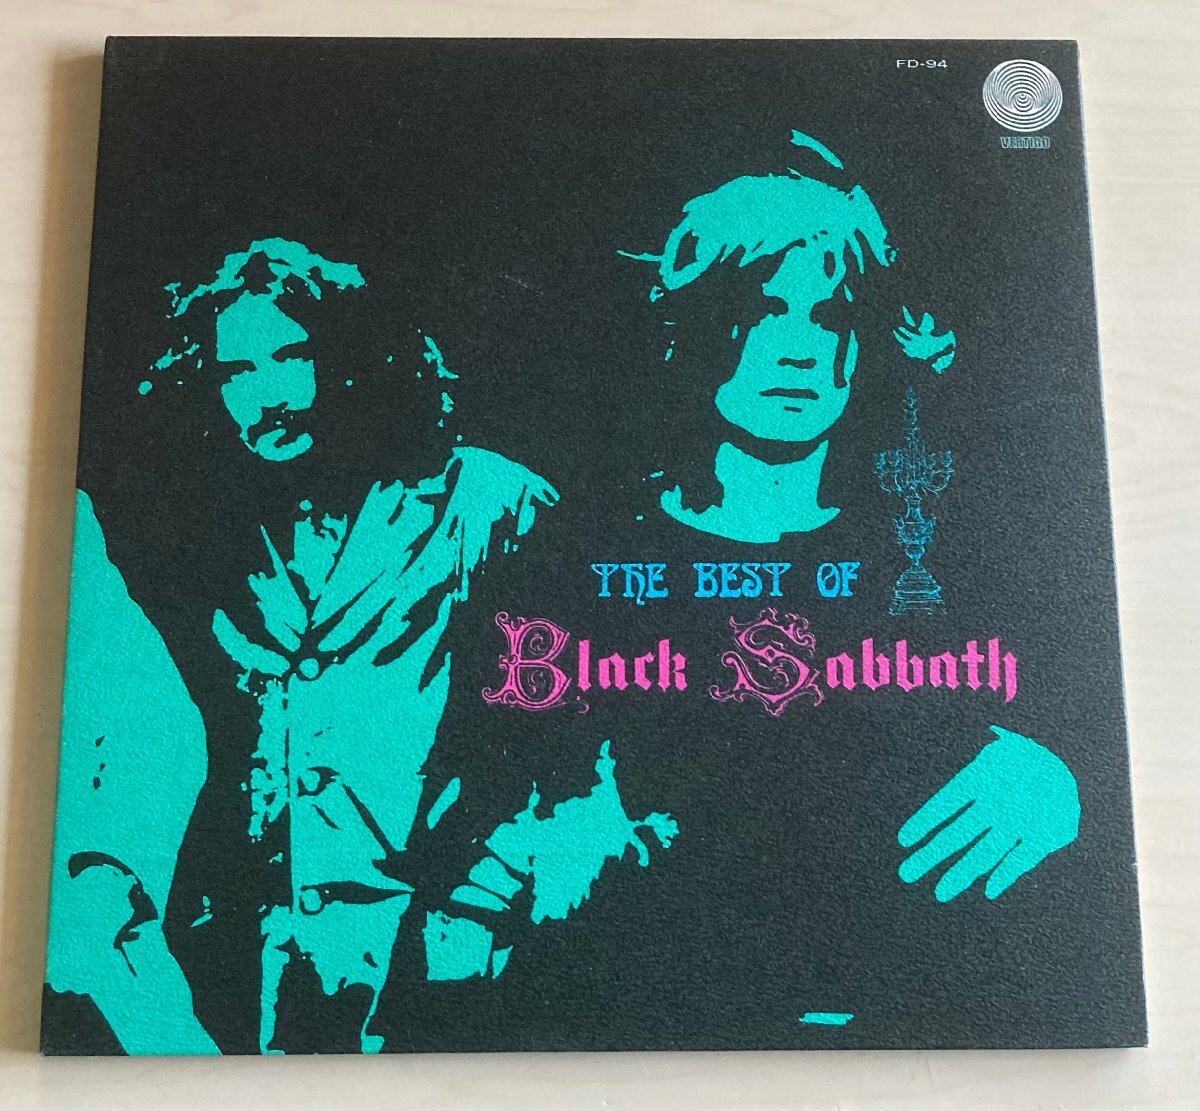 FD-94
VERTIGO
THE BEST OF
Black Sabbath